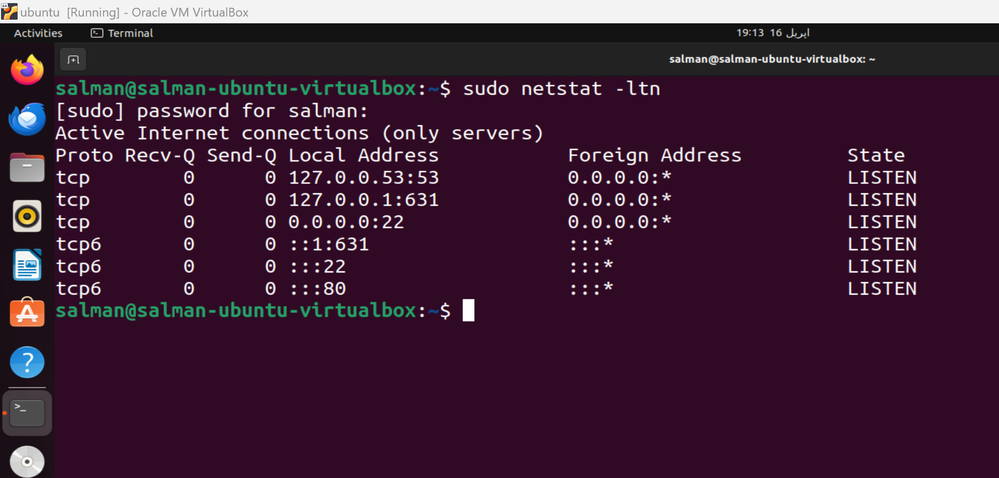 ubuntu [Running] - Oracle VM VirtualBox
Activities Terminal 19:13 16 اپریل
salman@salman-ubuntu-virtualbox: ~
salman@salman-ubuntu-virtualbox:~$ sudo netstat -ltn
[sudo] password for salman:
Active Internet connections (only servers)
Proto Recv-Q Send-Q Local Address Foreign Address State
tcp 0 0 127.0.0.53:53 0.0.0.0:* LISTEN
tcp 0 0 127.0.0.1:631 0.0.0.0:* LISTEN
tcp 0 0 0.0.0.0:22 0.0.0.0:* LISTEN
tcp6 0 0 ::1:631 :::* LISTEN
tcp6 0 0 :::22 :::* LISTEN
tcp6 0 0 :::80 :::* LISTEN
salman@salman-ubuntu-virtualbox:~$